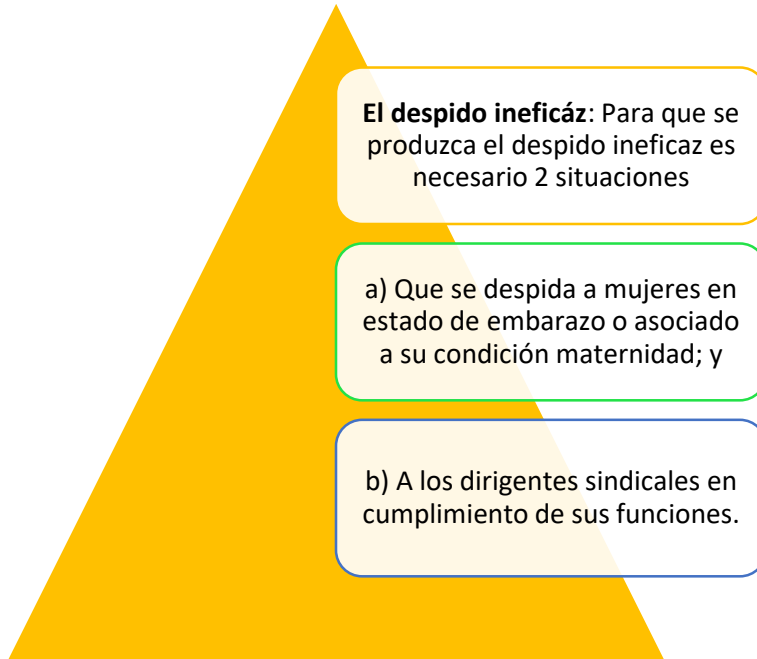 El despido ineficáz: Para que se
produzca el despido ineficaz es
necesario 2 situaciones
a) Que se despida a mujeres en
estado de embarazo o asociado
a su condición maternidad; y
b) A los dirigentes sindicales en
cumplimiento de sus funciones.